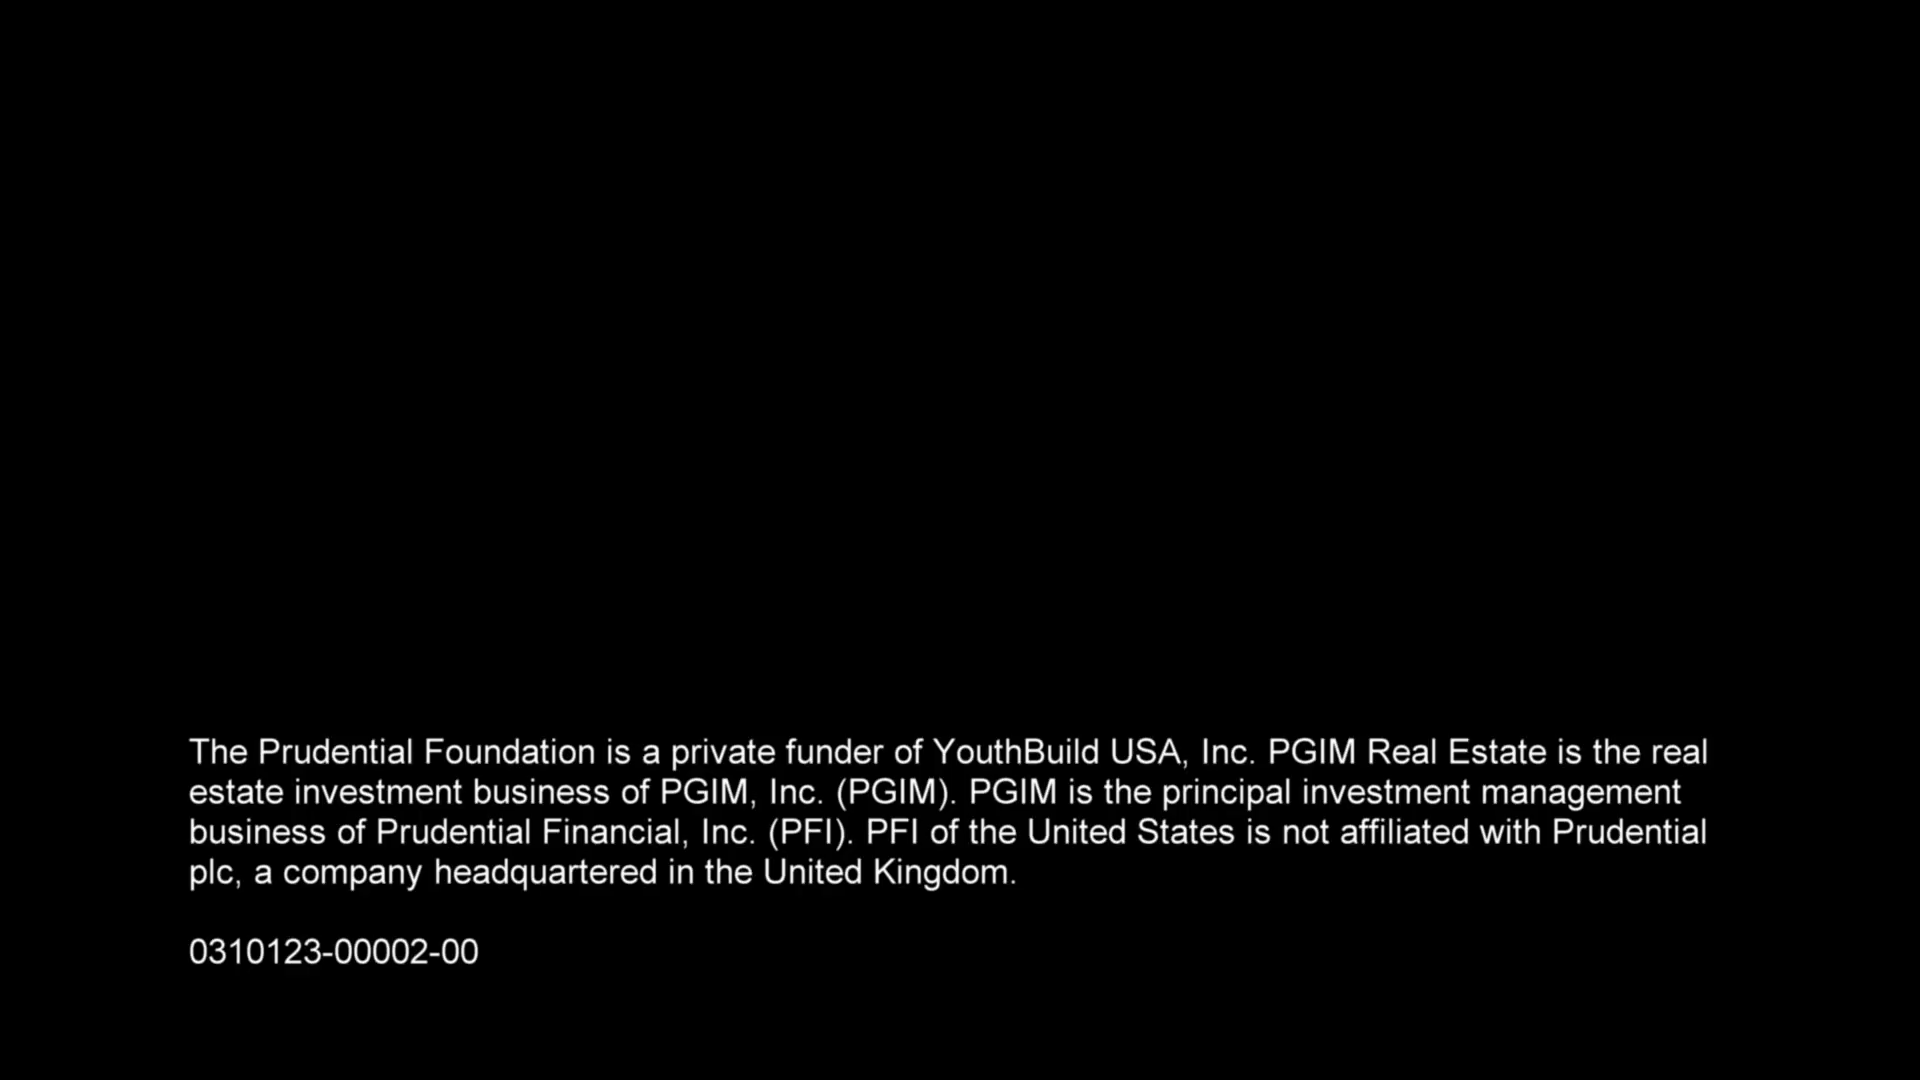 The Prudential Foundation is a private funder of YouthBuild USA, Inc. PGIM Real Estate is the real
estate investment business of PGIM, Inc. (PGIM). PGIM is the principal investment management
business of Prudential Financial, Inc. (PFI). PFI of the United States is not affiliated with Prudential
plc, a company headquartered in the United Kingdom.
0310123-00002-00